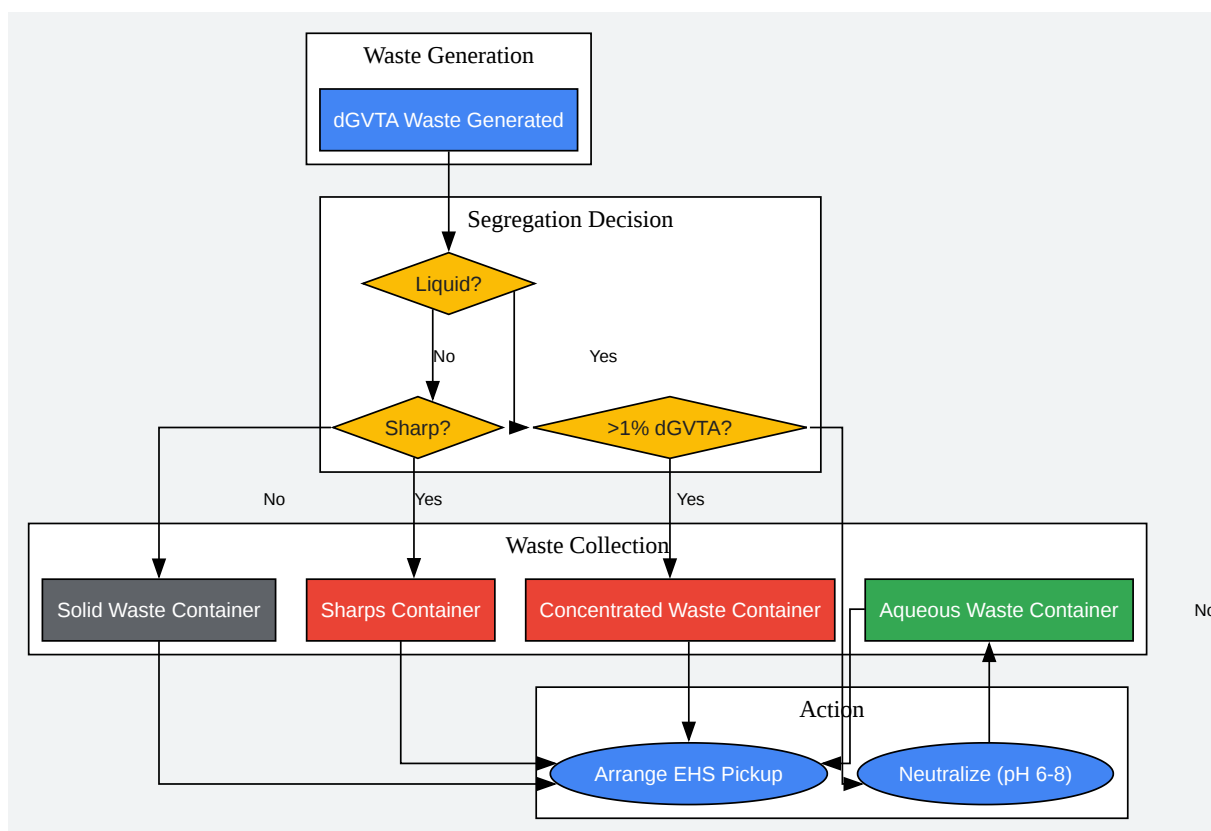 Waste Generation
dGVTA Waste Generated
Segregation Decision
Liquid?
No
Yes
Sharp?
>1% dGVTA?
No
Yes
Yes
Waste Collection
Solid Waste Container
Sharps Container
Concentrated Waste Container
Aqueous Waste Container
No
Action
Arrange EHS Pickup
Neutralize (pH 6-8)